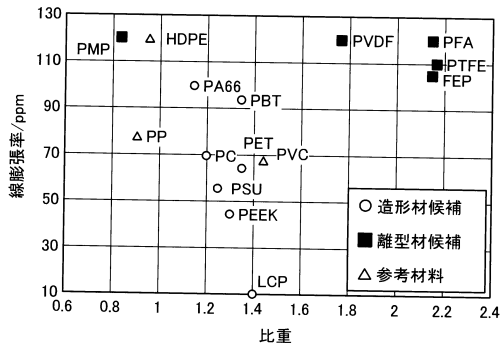 130
110
90
70
50
30
10
線膨張率/ppm
PMP
HDPE
PVDF
PFA
PTFE
FEP
PA66
PBT
PP
PC
PET
PVC
PSU
PEEK
LCP
造形材候補
離型材候補
参考材料
0.6 0.8 1.2 1.2 1.4 1.6 1.8 2 2.2 2.4
比重